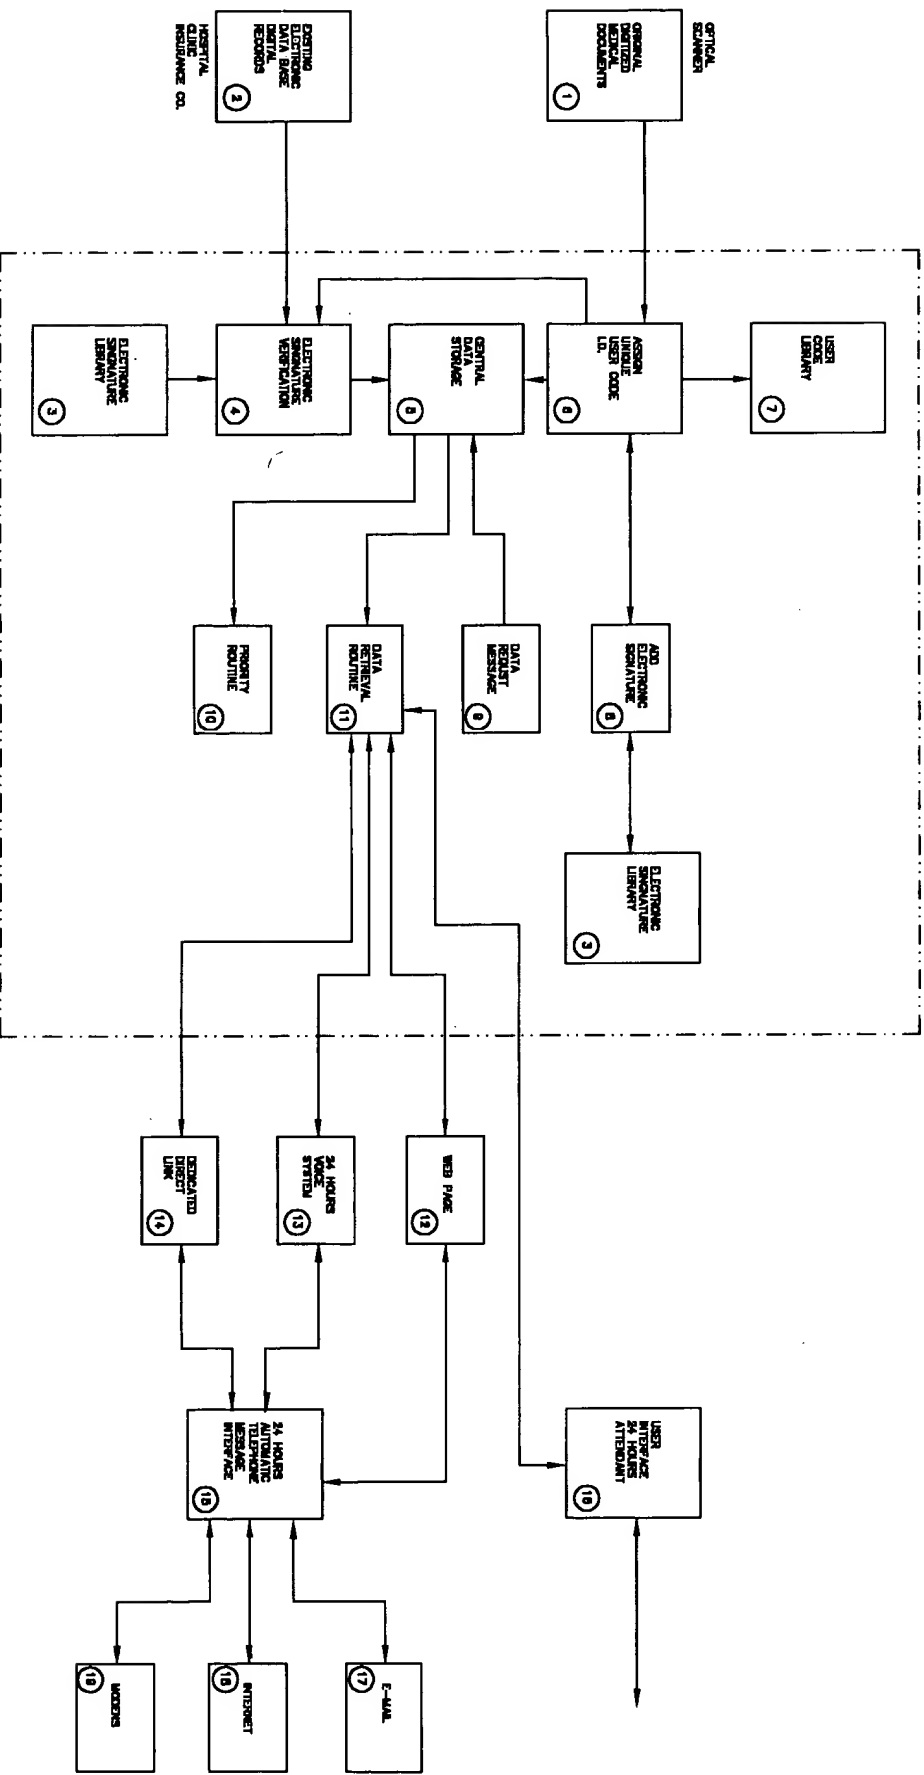 USER
CODE
LIBRARY
7
OPTICAL
SCANNER
ORIGINAL
DIGITIZED
MEDICAL
DOCUMENTS
1
ASSIGN
UNIQUE
USER CODE
I.D.
6
ADD
ELECTRONIC
SIGNATURE
8
ELECTRONIC
SINGNATURE
LIBRARY
3
USER
INTERFACE
24 HOURS
ATTENDANT
16
CENTRAL
DATA
STORAGE
5
DATA
REQUST
MESSAGE
9
WEB PAGE
12
E-MAIL
17
EXISTING
ELECTRONIC
DATA BASE
DIGITAL
RECORDS
2
HOSPITAL
CLINIC
INSURANCE CO.
ELECTRONIC
SINGNATURE
VERIFICATION
4
DATA
RETRIEVAL
ROUTINE
11
24 HOURS
VOICE
SYSTEM
13
24 HOURS
AUTOMATIC
TELEPHONE
MESSAGE
INTERFACE
15
INTERNET
18
PRIORITY
ROUTINE
10
DEDICATED
DIRECT
LINK
14
ELECTRONIC
SINGNATURE
LIBRARY
3
MODEMS
19